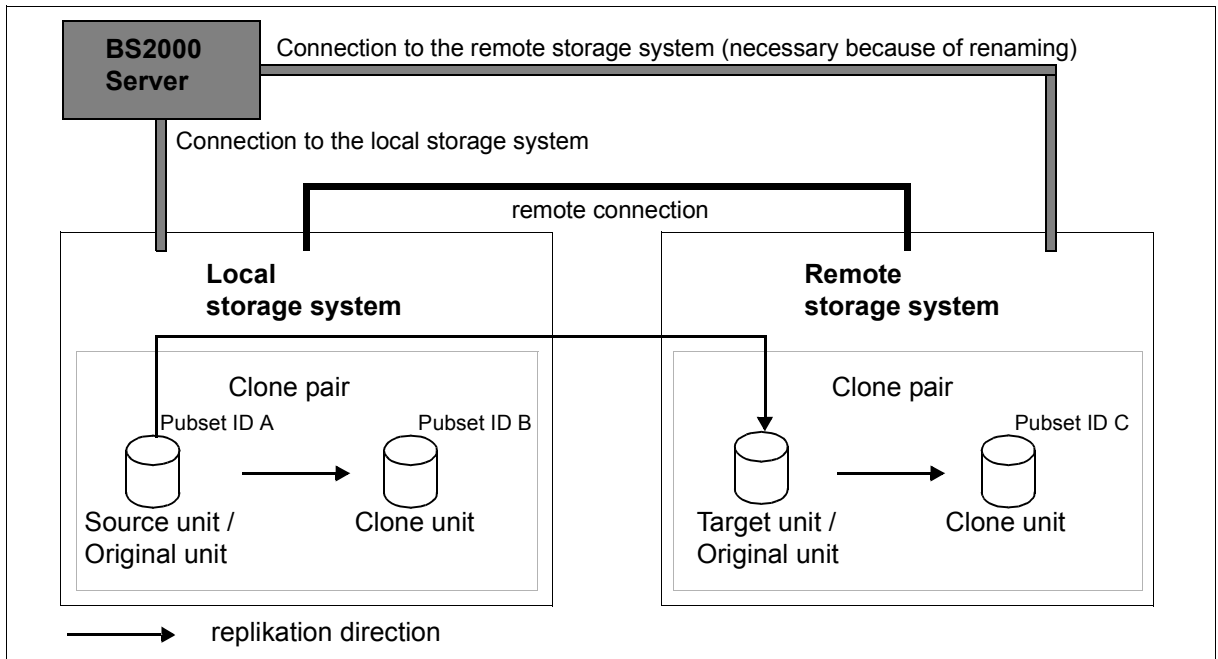 BS2000
Server
Connection to the remote storage system (necessary because of renaming)
Connection to the local storage system
remote connection
Local
storage system
Remote
storage system
Clone pair
Pubset ID A
Pubset ID B
Source unit /
Original unit
Clone unit
Clone pair
Pubset ID C
Target unit /
Original unit
Clone unit
replikation direction